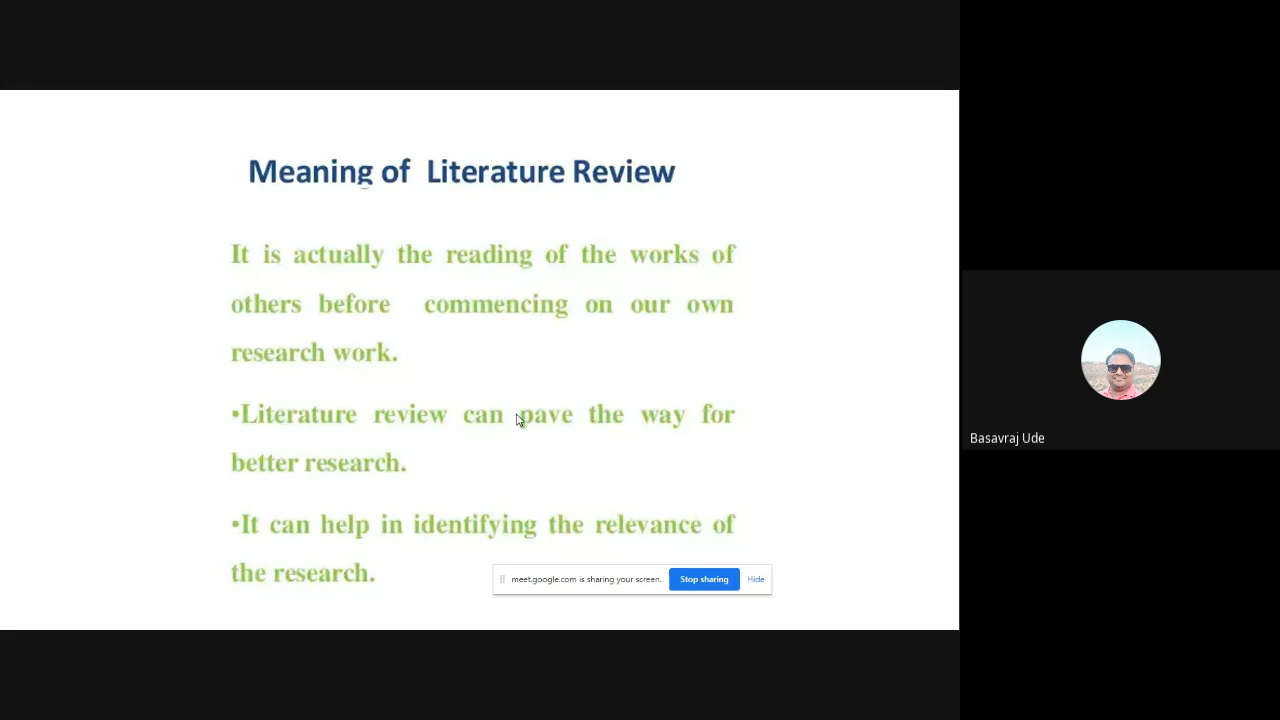 Meaning of Literature Review
It is actually the reading of the works of
others before commencing on our own
research work.
•Literature review can pave the way for
better research.
•It can help in identifying the relevance of
the research.
meet.google.com is sharing your screen. Stop sharing Hide
Basavraj Ude